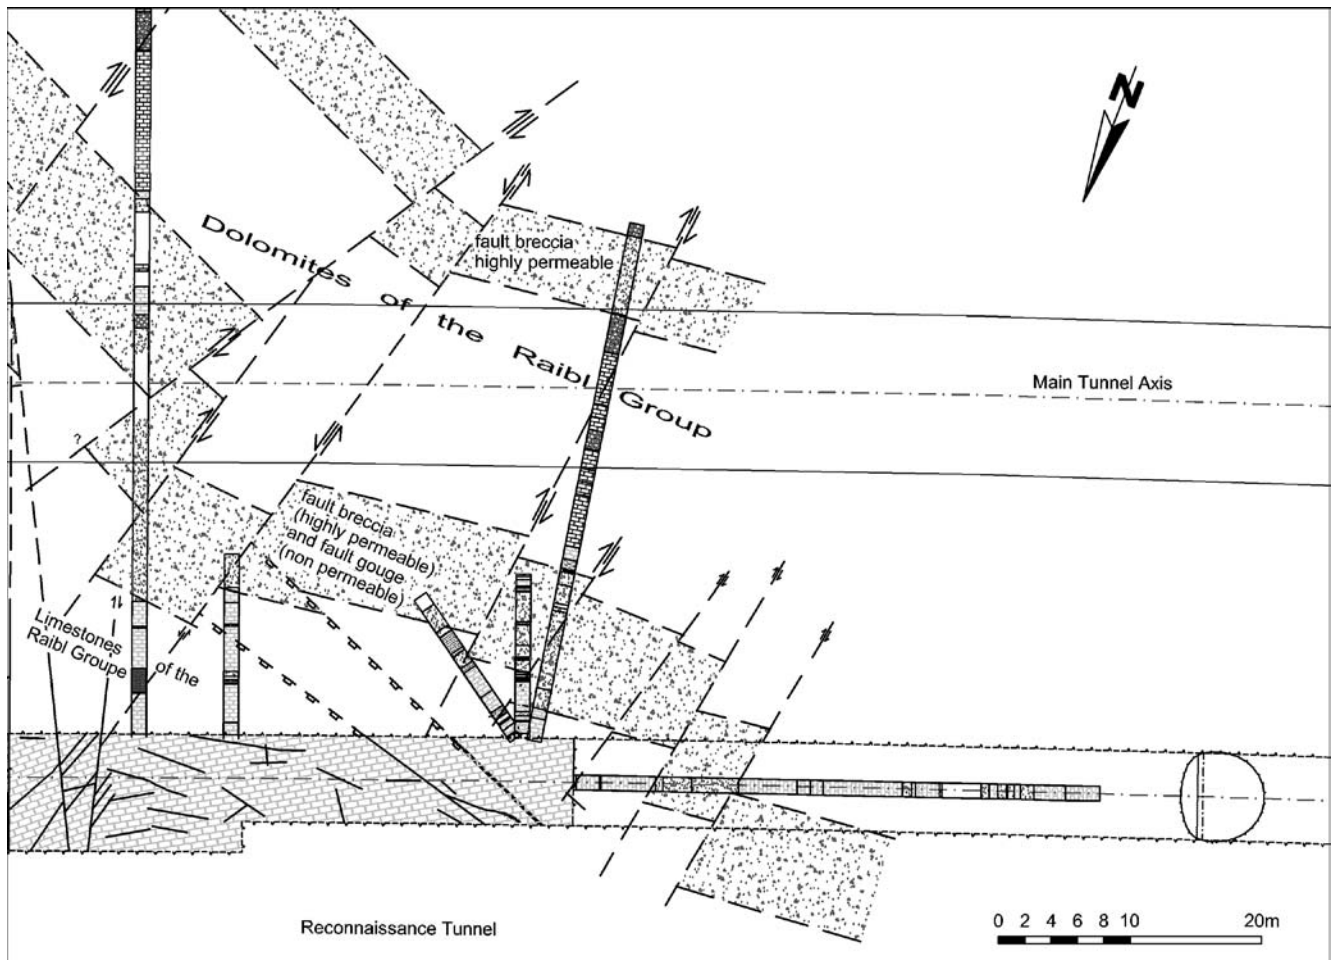 N
Dolomites of the Raibl Group
fault breccia
highly permeable
Main Tunnel Axis
?
fault breccia
(highly permeable)
and fault gouge
(non permeable)
Limestones of the
Raibl Groupe
Reconnaissance Tunnel
0 2 4 6 8 10 20m